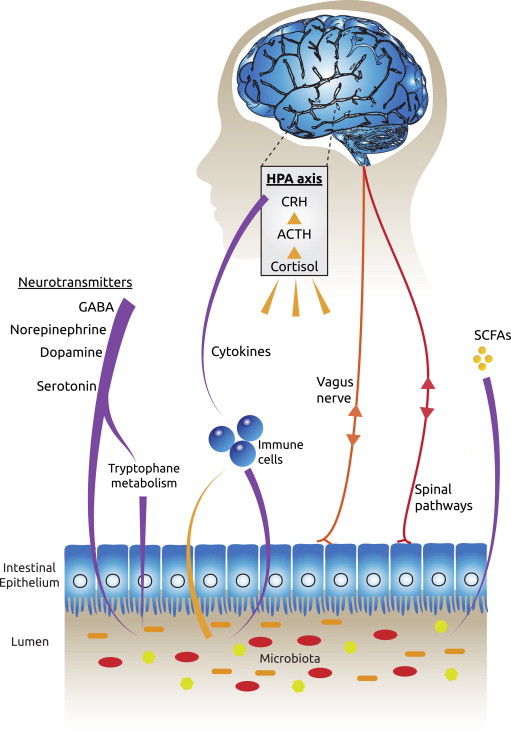 HPA axis
CRH
ACTH
Cortisol
Neurotransmitters
GABA
Norepinephrine
Dopamine
Serotonin
Cytokines
SCFAs
Vagus
nerve
Immune
cells
Tryptophane
metabolism
Spinal
pathways
Intestinal
Epithelium
Lumen
Microbiota